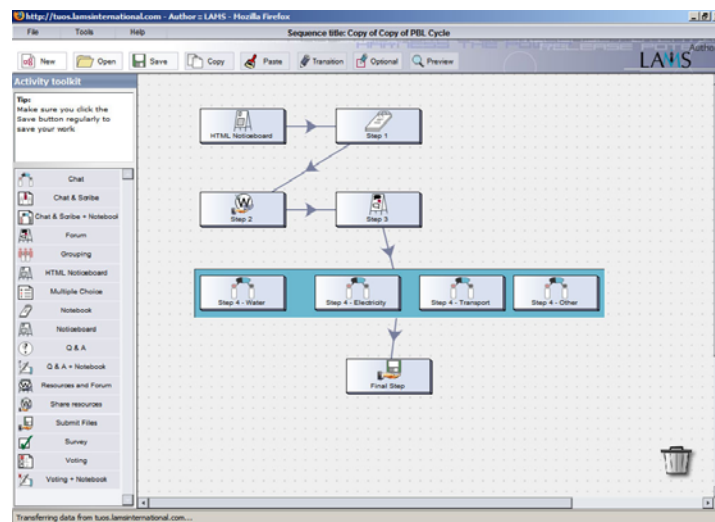 http://tuos.lamsinternational.com - Author :: LAMS - Mozilla Firefox
File Tools Help Sequence title: Copy of Copy of PBL Cycle
New Open Save Copy Paste Transition Optional Preview
LAMS
Activity toolkit
Tip:
Make sure you click the
Save button regularly to
save your work
Chat
Chat & Scribe
Chat & Scribe + Notebook
Forum
Grouping
HTML Noticeboard
Multiple Choice
Notebook
Noticeboard
Q & A
Q & A + Notebook
Resources and Forum
Share resources
Submit Files
Survey
Voting
Voting + Notebook
HTML Noticeboard
Step 1
Step 2
Step 3
Step 4 - Water
Step 4 - Electricity
Step 4 - Transport
Step 4 - Other
Final Step
Transferring data from tuos.lamsinternational.com...